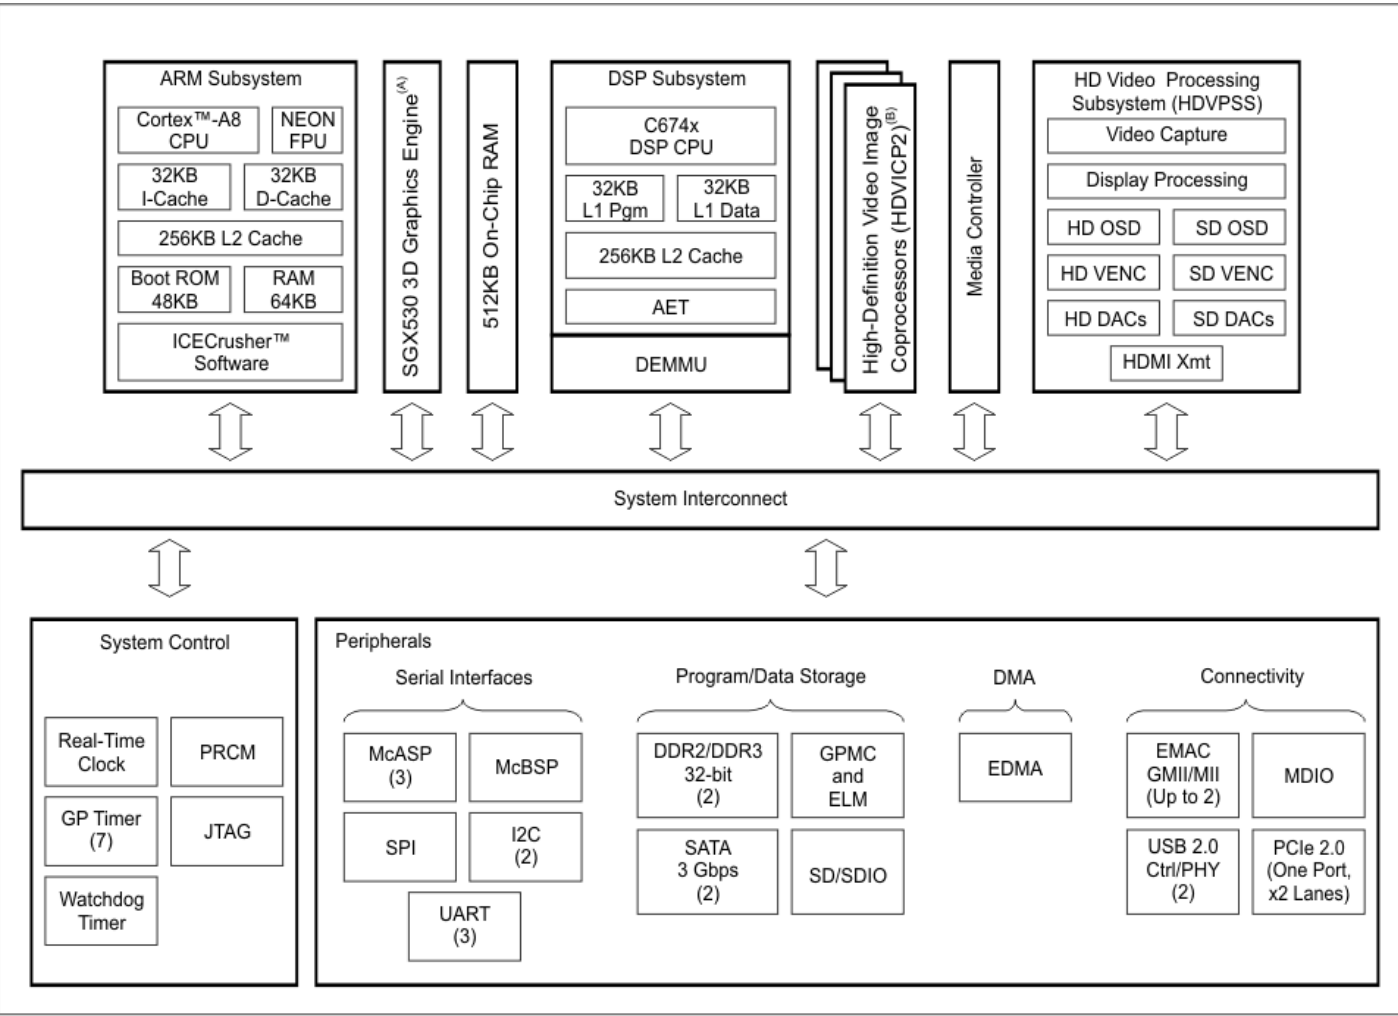 ARM Subsystem
Cortex™-A8
CPU
NEON
FPU
32KB
I-Cache
32KB
D-Cache
256KB L2 Cache
Boot ROM
48KB
RAM
64KB
ICECrusher™
Software
SGX530 3D Graphics Engine(A)
512KB On-Chip RAM
DSP Subsystem
C674x
DSP CPU
32KB
L1 Pgm
32KB
L1 Data
256KB L2 Cache
AET
DEMMU
High-Definition Video Image
Coprocessors (HDVICP2)(B)
Media Controller
HD Video Processing
Subsystem (HDVPSS)
Video Capture
Display Processing
HD OSD
SD OSD
HD VENC
SD VENC
HD DACs
SD DACs
HDMI Xmt
System Interconnect
System Control
Real-Time
Clock
PRCM
GP Timer
(7)
JTAG
Watchdog
Timer
Peripherals
Serial Interfaces
McASP
(3)
McBSP
SPI
I2C
(2)
UART
(3)
Program/Data Storage
DDR2/DDR3
32-bit
(2)
GPMC
and
ELM
SATA
3 Gbps
(2)
SD/SDIO
DMA
EDMA
Connectivity
EMAC
GMII/MII
(Up to 2)
MDIO
USB 2.0
Ctrl/PHY
(2)
PCIe 2.0
(One Port,
x2 Lanes)